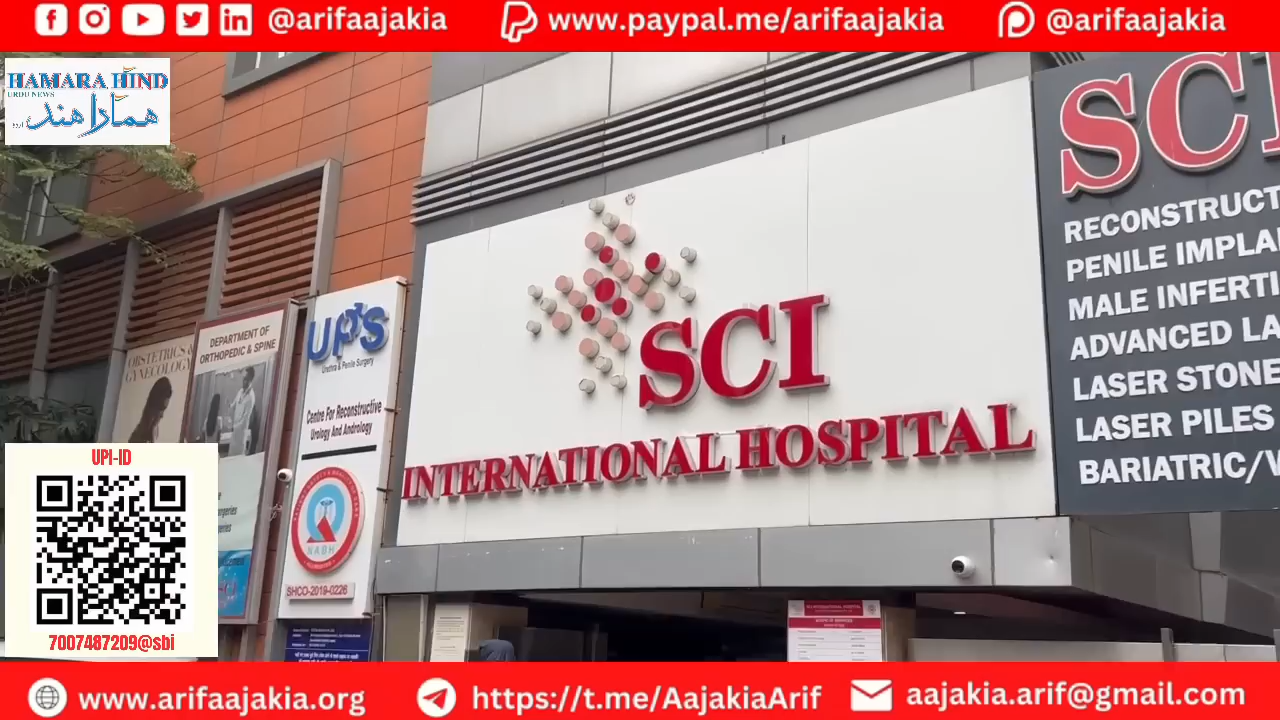 @arifaajakia
www.paypal.me/arifaajakia
@arifaajakia
HAMARA HIND
URDU NEWS
ہمارا ہند
اردو
SCI
INTERNATIONAL HOSPITAL
OBSTETRICS &
GYNECOLOGY
DEPARTMENT OF
ORTHOPEDIC & SPINE
UPS
Urethra & Penile Surgery
Centre For Reconstructive
Urology And Andrology
NABH
SHCO-2019-0226
SCI
RECONSTRUCT
PENILE IMPLA
MALE INFERTI
ADVANCED LA
LASER STONE
LASER PILES
BARIATRIC/
UPI-ID
7007487209@sbi
www.arifaajakia.org
https://t.me/AajakiaArif
aajakia.arif@gmail.com